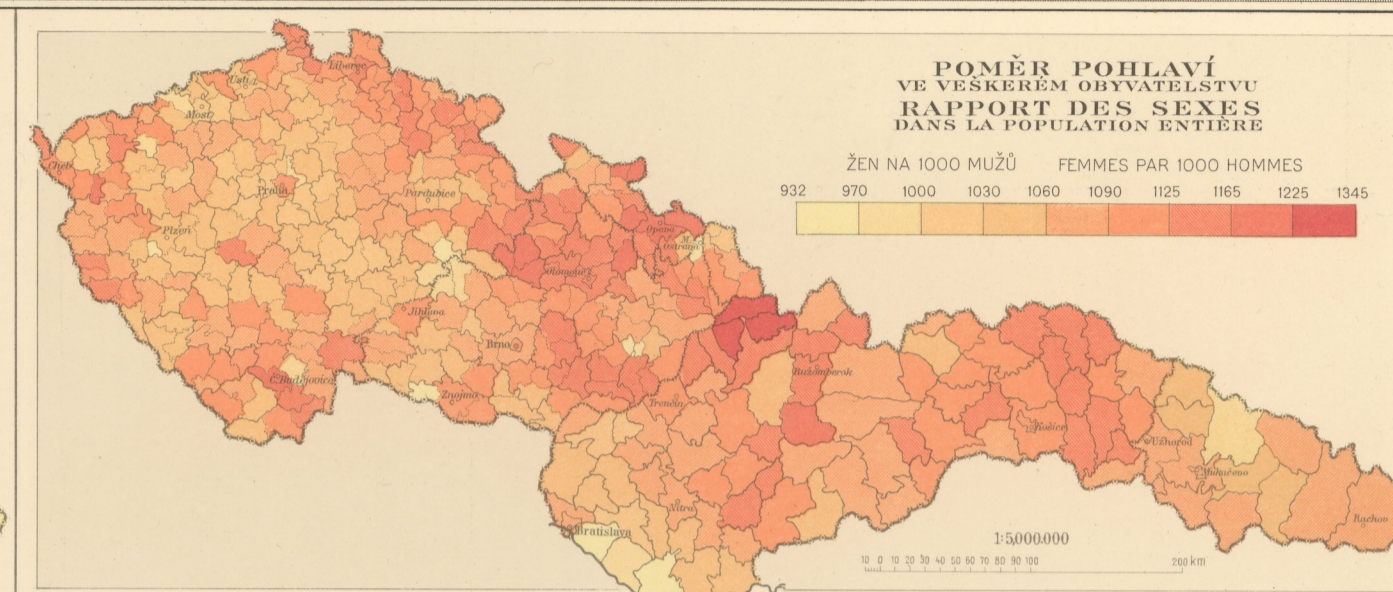 POMĚR POHLAVÍ
VE VEŠKERÉM OBYVATELSTVU
RAPPORT DES SEXES
DANS LA POPULATION ENTIÈRE
ŽEN NA 1000 MUŽŮ FEMMES PAR 1000 HOMMES
932 970 1000 1030 1060 1090 1125 1165 1225 1345
Liberec
Ústí
Most
Cheb
Praha
Pardubice
Plzeň
Opava
M. Ostrava
Olomouc
Jihlava
Brno
Č. Budějovice
Znojmo
Ružomberok
Trenčín
Košice
Užhorod
Mukačevo
Nitra
Rachov
Bratislava
1:5,000.000
10 0 10 20 30 40 50 60 70 80 90 100 200 km